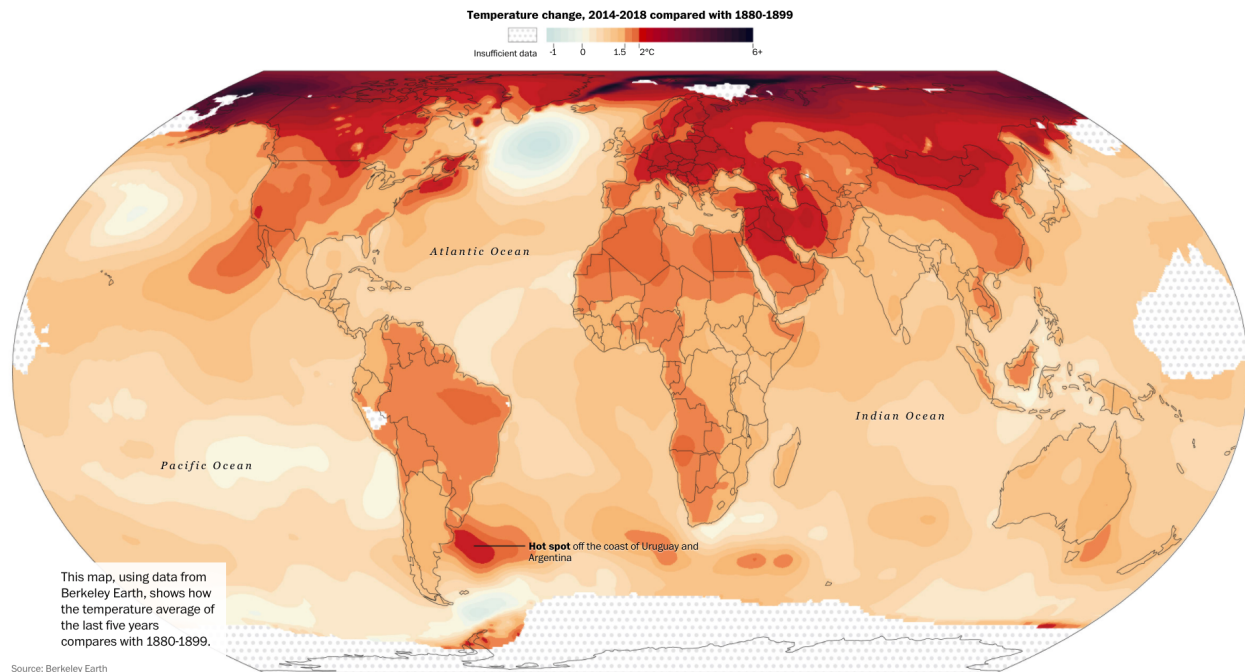 Temperature change, 2014-2018 compared with 1880-1899
Insufficient data
-1 0 1.5 2°C 6+
Atlantic Ocean
Indian Ocean
Pacific Ocean
Hot spot off the coast of Uruguay and
Argentina
This map, using data from
Berkeley Earth, shows how
the temperature average of
the last five years
compares with 1880-1899.
Source: Berkeley Earth